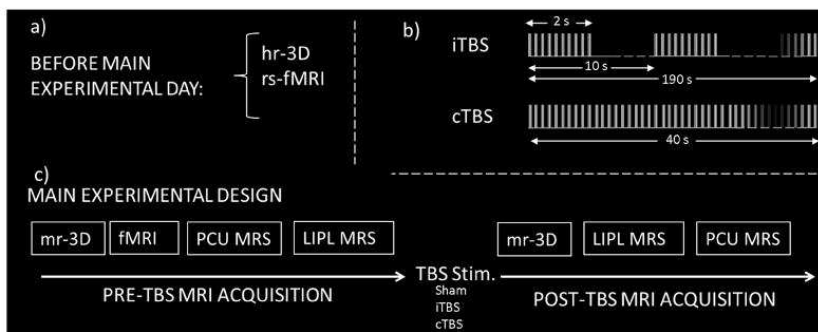 a)
BEFORE MAIN
EXPERIMENTAL DAY:
hr-3D
rs-fMRI
b)
iTBS
2 s
10 s
190 s
cTBS
40 s
c)
MAIN EXPERIMENTAL DESIGN
mr-3D fMRI PCU MRS LIPL MRS
PRE-TBS MRI ACQUISITION
TBS Stim.
Sham
iTBS
cTBS
mr-3D LIPL MRS PCU MRS
POST-TBS MRI ACQUISITION